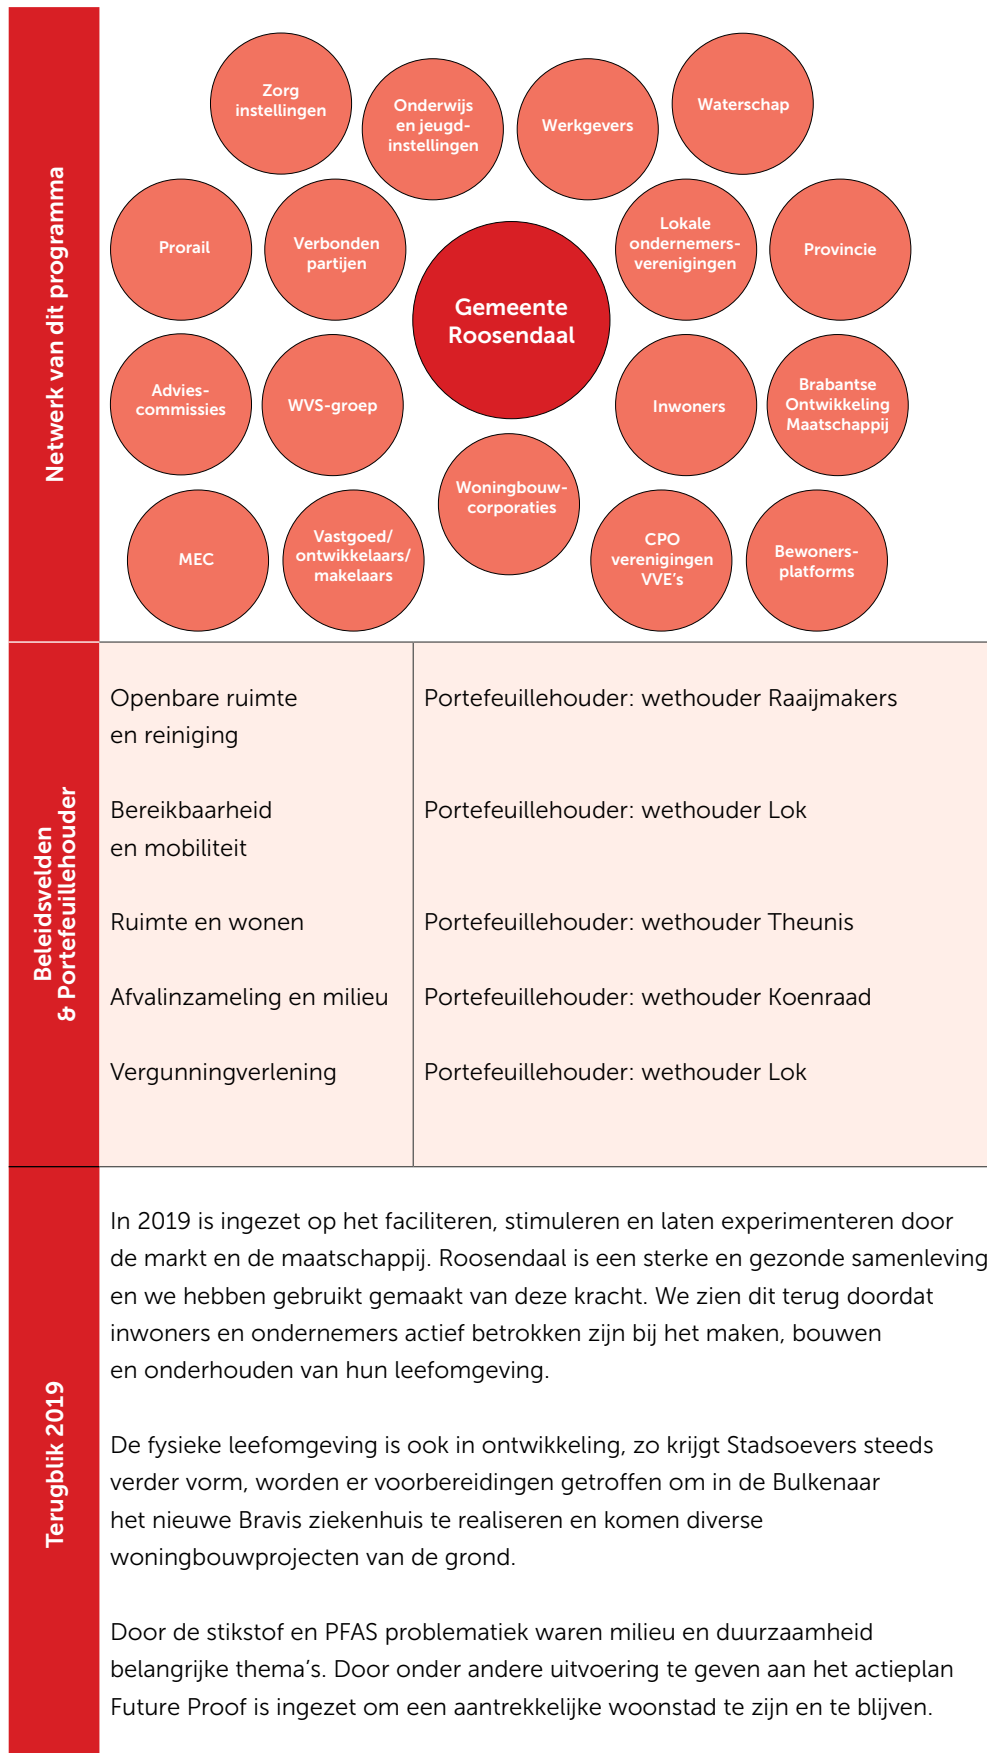 Netwerk van dit programma
Zorg
instellingen
Onderwijs
en jeugd-
instellingen
Werkgevers
Waterschap
Prorail
Verbonden
partijen
Gemeente
Roosendaal
Lokale
ondernemers-
verenigingen
Provincie
Advies-
commissies
WVS-groep
Inwoners
Brabantse
Ontwikkeling
Maatschappij
MEC
Vastgoed/
ontwikkelaars/
makelaars
Woningbouw-
corporaties
CPO
verenigingen
VVE's
Bewoners-
platforms
Beleidsvelden
& Portefeuillehouder
Openbare ruimte
en reiniging
Portefeuillehouder: wethouder Raaijmakers
Bereikbaarheid
en mobiliteit
Portefeuillehouder: wethouder Lok
Ruimte en wonen
Portefeuillehouder: wethouder Theunis
Afvalinzameling en milieu
Portefeuillehouder: wethouder Koenraad
Vergunningverlening
Portefeuillehouder: wethouder Lok
Terugblik 2019
In 2019 is ingezet op het faciliteren, stimuleren en laten experimenteren door
de markt en de maatschappij. Roosendaal is een sterke en gezonde samenleving
en we hebben gebruikt gemaakt van deze kracht. We zien dit terug doordat
inwoners en ondernemers actief betrokken zijn bij het maken, bouwen
en onderhouden van hun leefomgeving.
De fysieke leefomgeving is ook in ontwikkeling, zo krijgt Stadsoevers steeds
verder vorm, worden er voorbereidingen getroffen om in de Bulkenaar
het nieuwe Bravis ziekenhuis te realiseren en komen diverse
woningbouwprojecten van de grond.
Door de stikstof en PFAS problematiek waren milieu en duurzaamheid
belangrijke thema's. Door onder andere uitvoering te geven aan het actieplan
Future Proof is ingezet om een aantrekkelijke woonstad te zijn en te blijven.